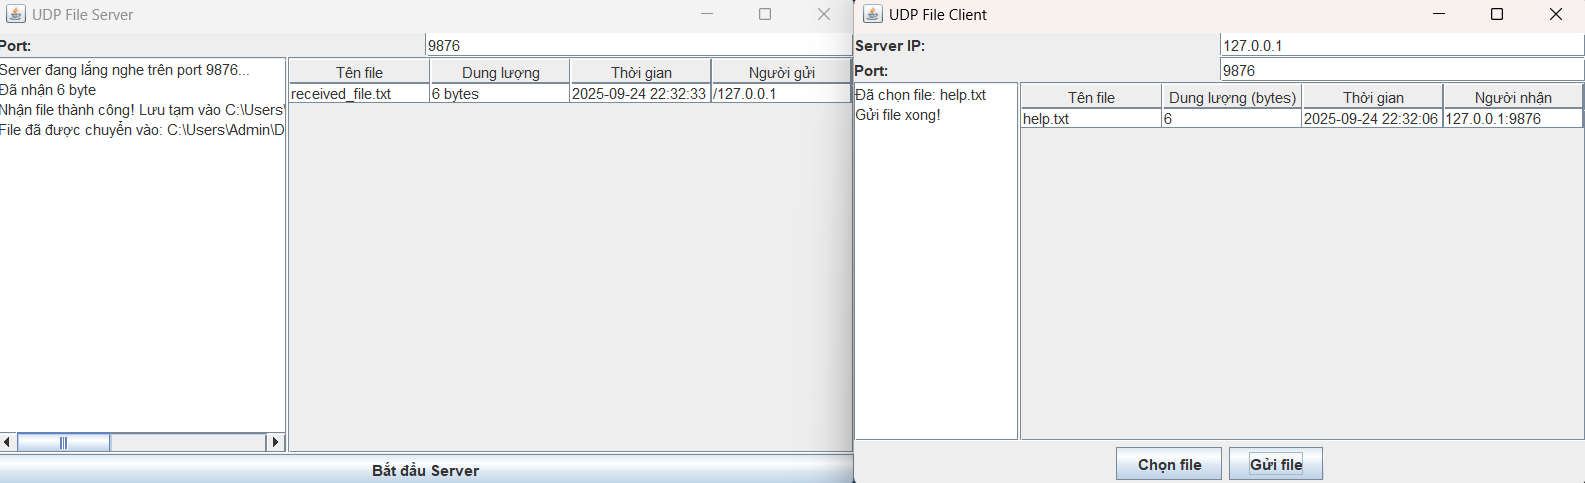 UDP File Server
Port:
9876
Server đang lắng nghe trên port 9876...
Đã nhận 6 byte
Nhận file thành công! Lưu tạm vào C:\Users\
File đã được chuyển vào: C:\Users\Admin\D
Tên file Dung lượng Thời gian Người gửi
received_file.txt 6 bytes 2025-09-24 22:32:33 /127.0.0.1
Bắt đầu Server
UDP File Client
Server IP:
127.0.0.1
Port:
9876
Đã chọn file: help.txt
Gửi file xong!
Tên file Dung lượng (bytes) Thời gian Người nhận
help.txt 6 2025-09-24 22:32:06 127.0.0.1:9876
Chọn file
Gửi file